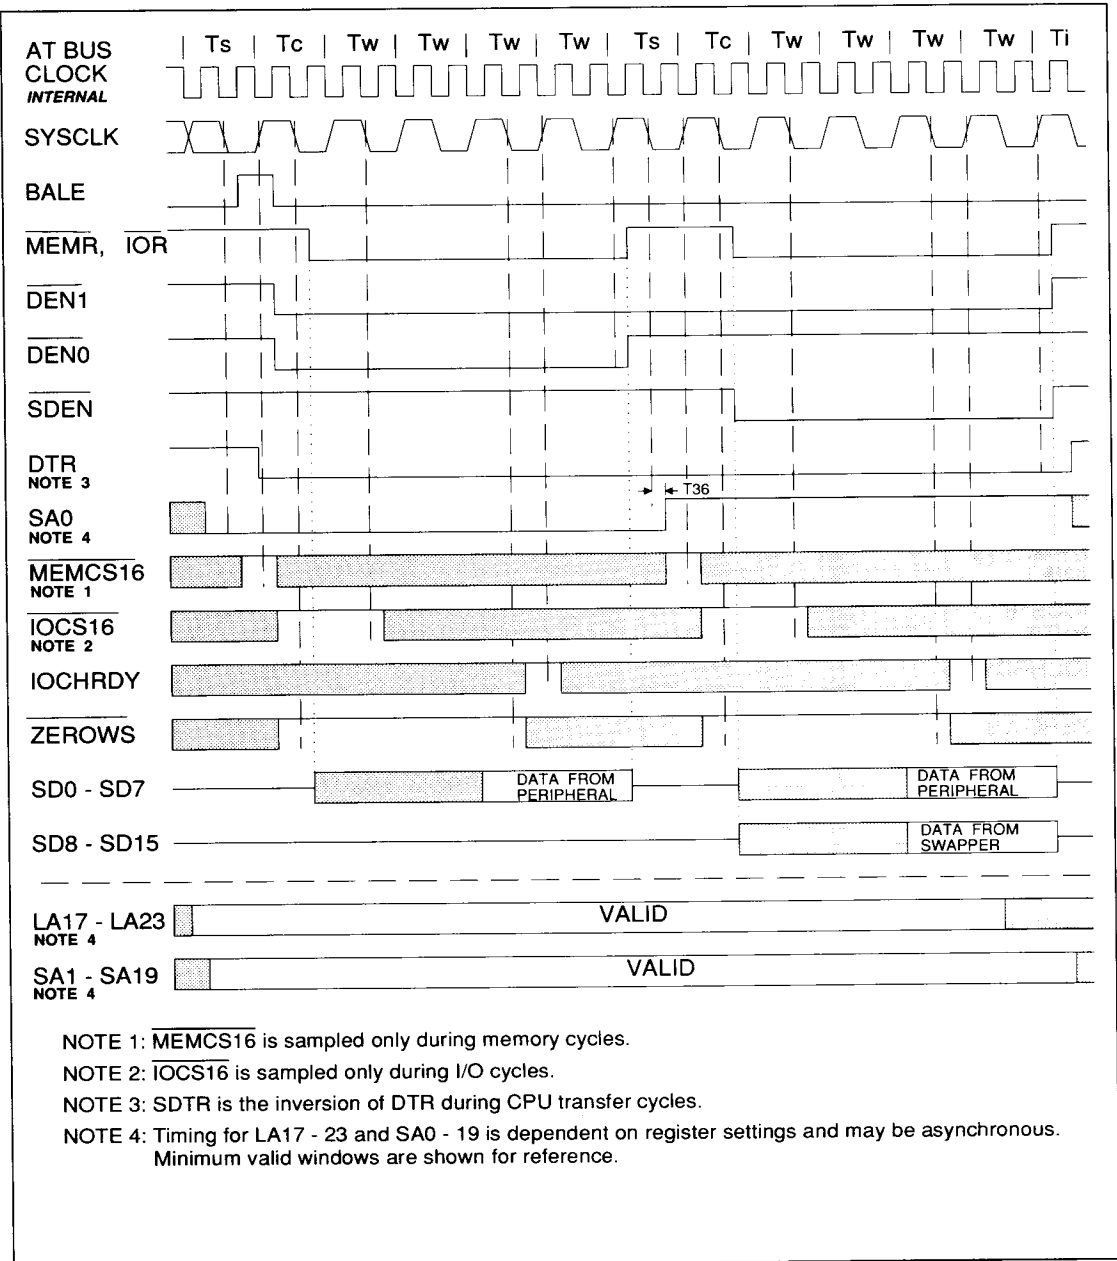 AT BUS
CLOCK
INTERNAL
Ts | Tc | Tw | Tw | Tw | Tw | Ts | Tc | Tw | Tw | Tw | Tw | Ti
SYSCLK
BALE
MEMR, IOR
DEN1
DEN0
SDEN
DTR
NOTE 3
T36
SA0
NOTE 4
MEMCS16
NOTE 1
IOCS16
NOTE 2
IOCHRDY
ZEROWS
SD0 - SD7
DATA FROM
PERIPHERAL
DATA FROM
PERIPHERAL
SD8 - SD15
DATA FROM
SWAPPER
LA17 - LA23
NOTE 4
VALID
SA1 - SA19
NOTE 4
VALID
NOTE 1: MEMCS16 is sampled only during memory cycles.
NOTE 2: IOCS16 is sampled only during I/O cycles.
NOTE 3: SDTR is the inversion of DTR during CPU transfer cycles.
NOTE 4: Timing for LA17 - 23 and SA0 - 19 is dependent on register settings and may be asynchronous.
Minimum valid windows are shown for reference.